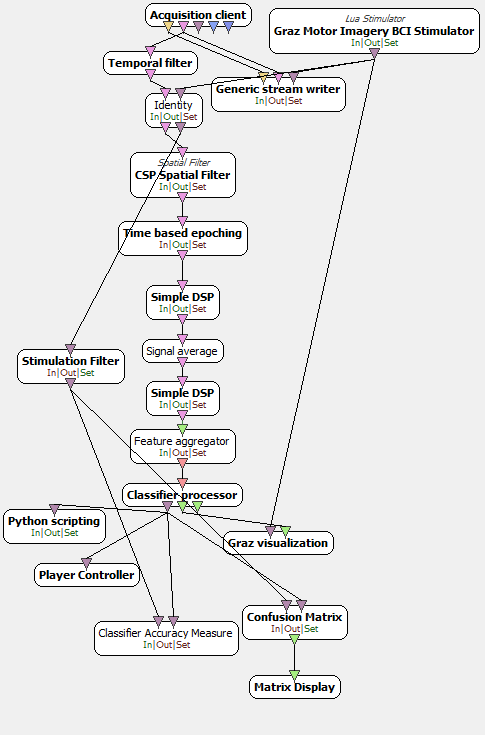 Acquisition client
Lua Stimulator
Graz Motor Imagery BCI Stimulator
In|Out|Set
Temporal filter
Generic stream writer
In|Out|Set
Identity
In|Out|Set
Spatial Filter
CSP Spatial Filter
In|Out|Set
Time based epoching
In|Out|Set
Simple DSP
In|Out|Set
Signal average
Stimulation Filter
In|Out|Set
Simple DSP
In|Out|Set
Feature aggregator
In|Out|Set
Classifier processor
Python scripting
In|Out|Set
Graz visualization
Player Controller
Classifier Accuracy Measure
In|Out|Set
Confusion Matrix
In|Out|Set
Matrix Display